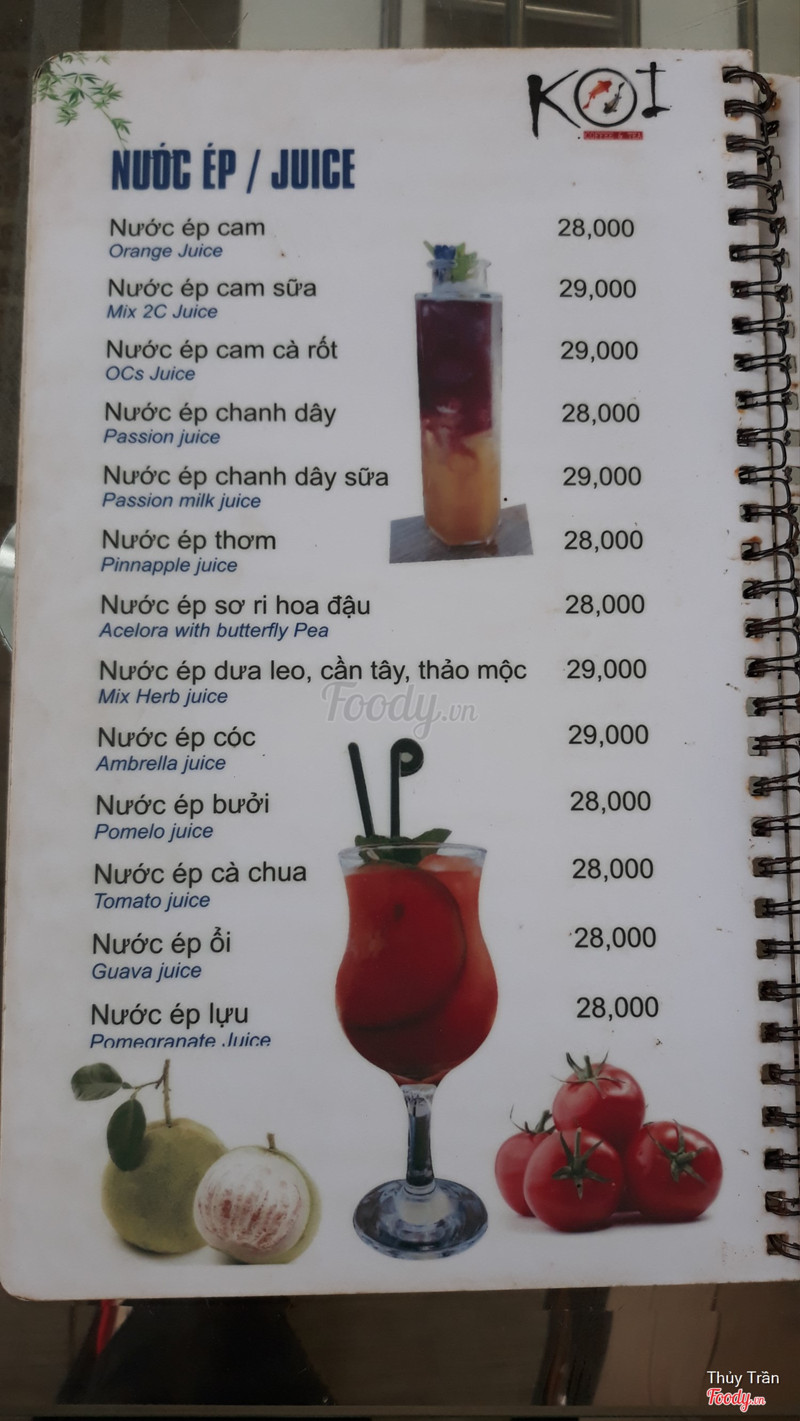 KOI
COFFEE & TEA
NƯỚC ÉP / JUICE
Nước ép cam 28,000
Orange Juice
Nước ép cam sữa 29,000
Mix 2C Juice
Nước ép cam cà rốt 29,000
OCs Juice
Nước ép chanh dây 28,000
Passion juice
Nước ép chanh dây sữa 29,000
Passion milk juice
Nước ép thơm 28,000
Pinnapple juice
Nước ép sơ ri hoa đậu 28,000
Acelora with butterfly Pea
Nước ép dưa leo, cần tây, thảo mộc 29,000
Mix Herb juice
Foody.vn
Nước ép cóc 29,000
Ambrella juice
Nước ép bưởi 28,000
Pomelo juice
Nước ép cà chua 28,000
Tomato juice
Nước ép ổi 28,000
Guava juice
Nước ép lựu 28,000
Pomegranate Juice
Thủy Trần
Foody.vn